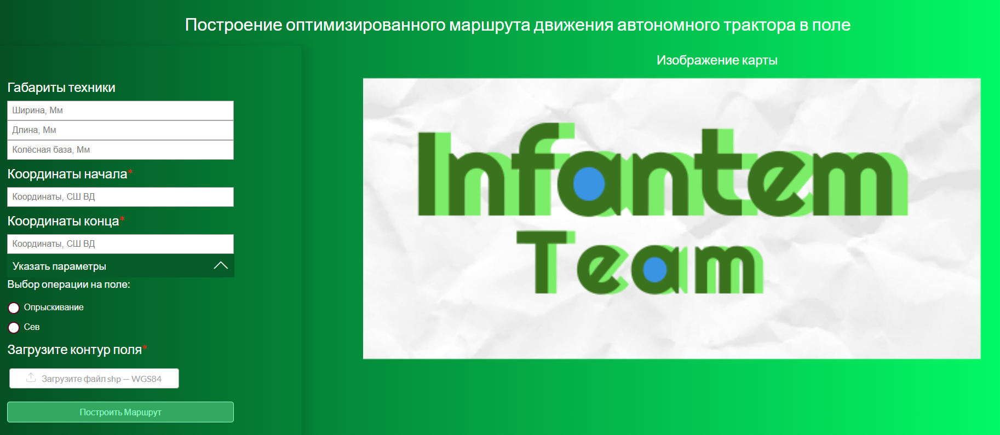 Построение оптимизированного маршрута движения автономного трактора в поле
Габариты техники
Ширина, Мм
Длина, Мм
Колёсная база, Мм
Координаты начала*
Координаты, СШ ВД
Координаты конца*
Координаты, СШ ВД
Указать параметры
Выбор операции на поле:
Опрыскивание
Сев
Загрузите контур поля*
Загрузите файл shp — WGS84
Построить Маршрут
Изображение карты
Infantem
Team